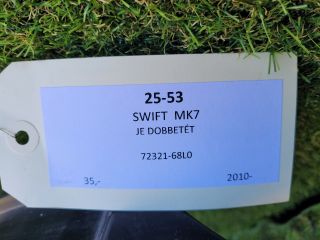 25-53
SWIFT MK7
JE DOBBETÉT
72321-68L0
35,- 2010-